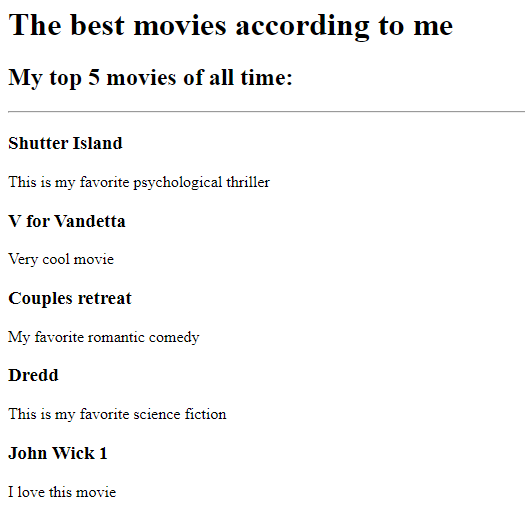 The best movies according to me
My top 5 movies of all time:
Shutter Island
This is my favorite psychological thriller
V for Vandetta
Very cool movie
Couples retreat
My favorite romantic comedy
Dredd
This is my favorite science fiction
John Wick 1
I love this movie